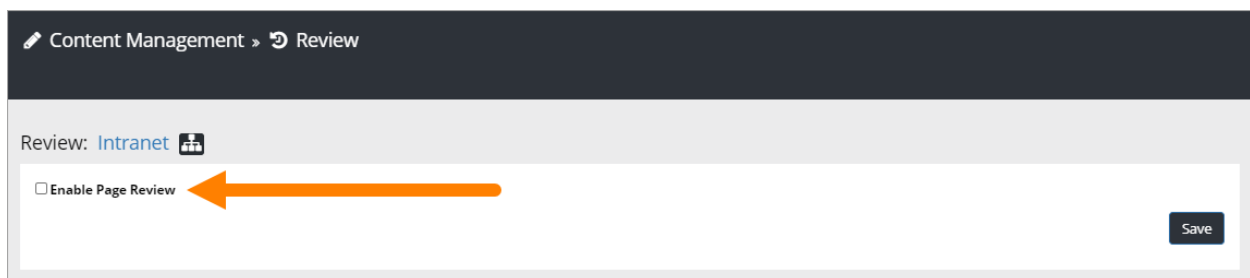 Content Management » Review
Review: Intranet
Enable Page Review
Save